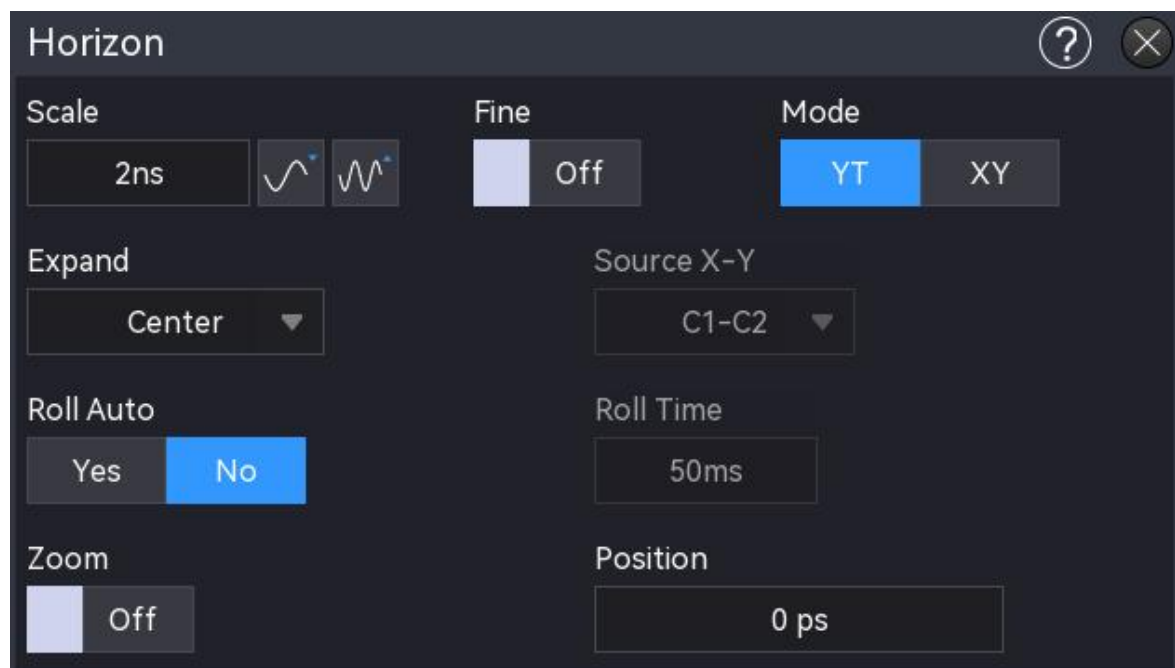 Horizon ?
Scale Fine Mode
2ns Off YT XY
Expand Source X-Y
Center C1-C2
Roll Auto Roll Time
Yes No 50ms
Zoom Position
Off 0 ps